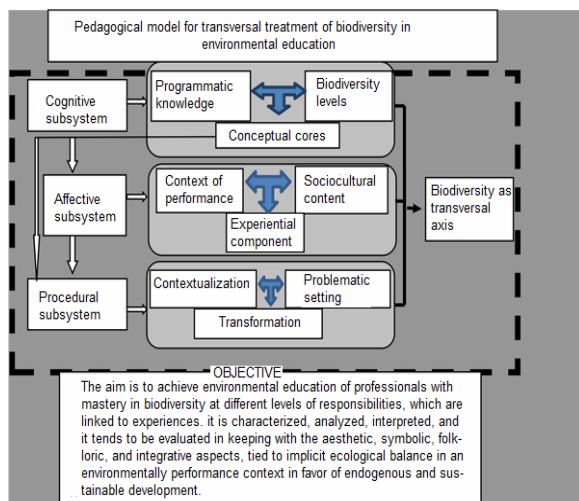 Pedagogical model for transversal treatment of biodiversity in
environmental education
Cognitive
subsystem
Programmatic
knowledge
Biodiversity
levels
Conceptual cores
Affective
subsystem
Context of
performance
Sociocultural
content
Experiential
component
Biodiversity as
transversal
axis
Procedural
subsystem
Contextualization
Problematic
setting
Transformation
OBJECTIVE
The aim is to achieve environmental education of professionals with
mastery in biodiversity at different levels of responsibilities, which are
linked to experiences. it is characterized, analyzed, interpreted, and
it tends to be evaluated in keeping with the aesthetic, symbolic, folk-
loric, and integrative aspects, tied to implicit ecological balance in an
environmentally performance context in favor of endogenous and sus-
tainable development.